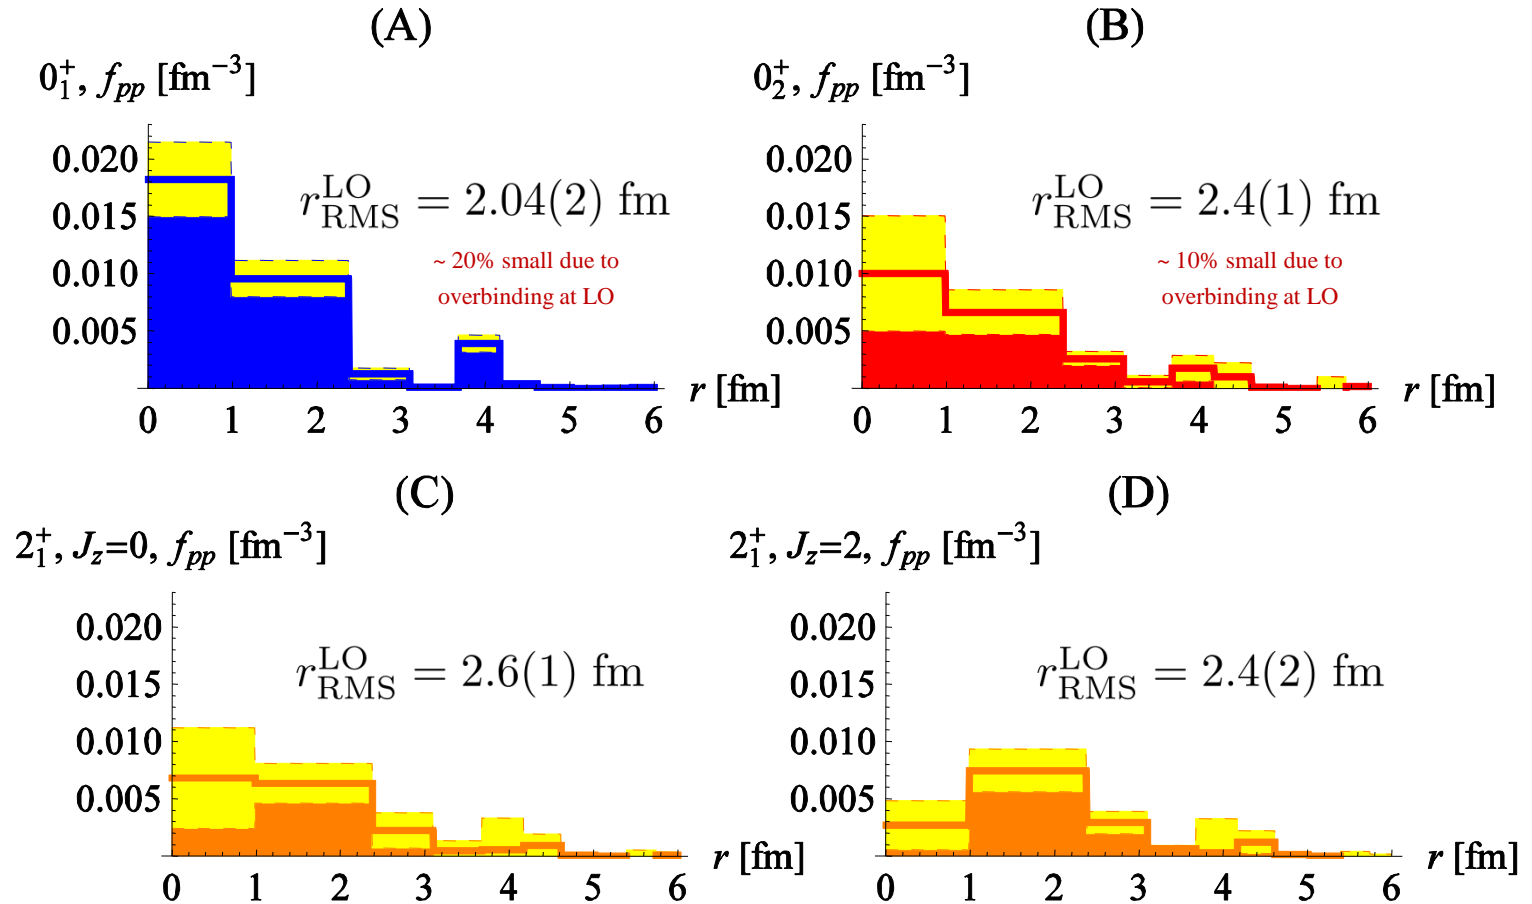 (A)
0₁⁺, f_pp [fm⁻³]
0.020
0.015
0.010
0.005
r_RMS^LO = 2.04(2) fm
~ 20% small due to
overbinding at LO
r [fm]
0 1 2 3 4 5 6
(B)
0₂⁺, f_pp [fm⁻³]
0.020
0.015
0.010
0.005
r_RMS^LO = 2.4(1) fm
~ 10% small due to
overbinding at LO
r [fm]
0 1 2 3 4 5 6
(C)
2₁⁺, J_z=0, f_pp [fm⁻³]
0.020
0.015
0.010
0.005
r_RMS^LO = 2.6(1) fm
r [fm]
0 1 2 3 4 5 6
(D)
2₁⁺, J_z=2, f_pp [fm⁻³]
0.020
0.015
0.010
0.005
r_RMS^LO = 2.4(2) fm
r [fm]
0 1 2 3 4 5 6